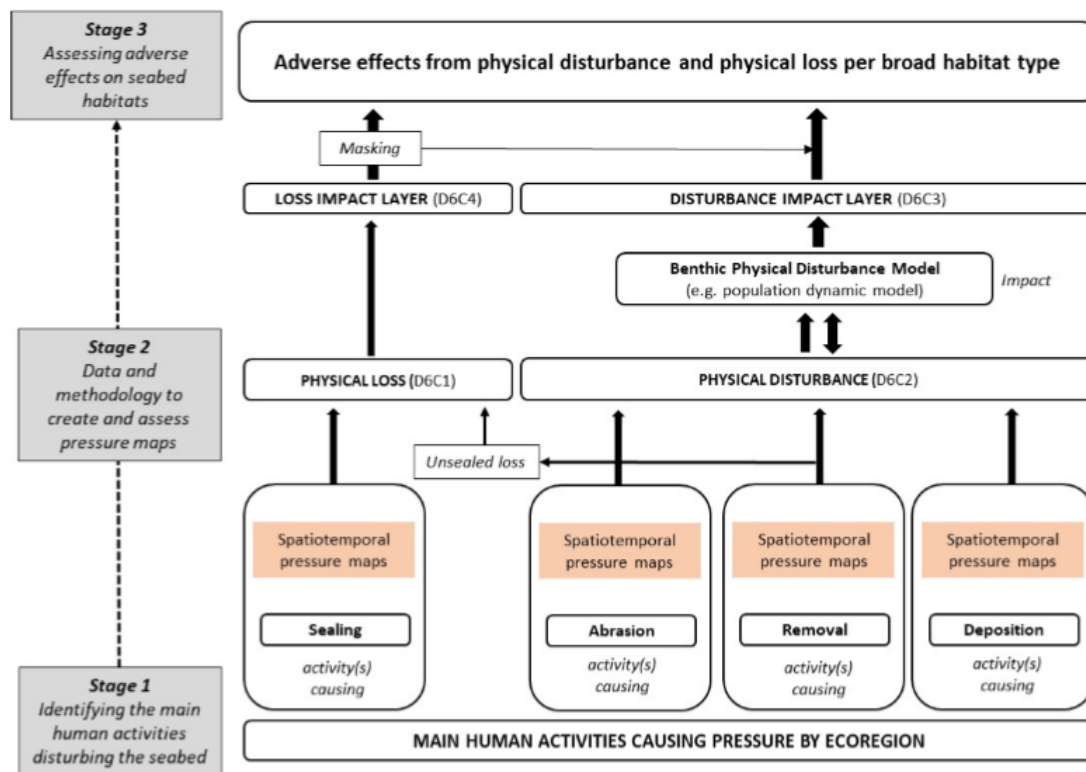 Stage 3
Assessing adverse
effects on seabed
habitats
Adverse effects from physical disturbance and physical loss per broad habitat type
Masking
LOSS IMPACT LAYER (D6C4)
DISTURBANCE IMPACT LAYER (D6C3)
Benthic Physical Disturbance Model
(e.g. population dynamic model)
Impact
Stage 2
Data and
methodology to
create and assess
pressure maps
PHYSICAL LOSS (D6C1)
PHYSICAL DISTURBANCE (D6C2)
Unsealed loss
Spatiotemporal
pressure maps
Sealing
activity(s)
causing
Spatiotemporal
pressure maps
Abrasion
activity(s)
causing
Spatiotemporal
pressure maps
Removal
activity(s)
causing
Spatiotemporal
pressure maps
Deposition
activity(s)
causing
Stage 1
Identifying the main
human activities
disturbing the seabed
MAIN HUMAN ACTIVITIES CAUSING PRESSURE BY ECOREGION